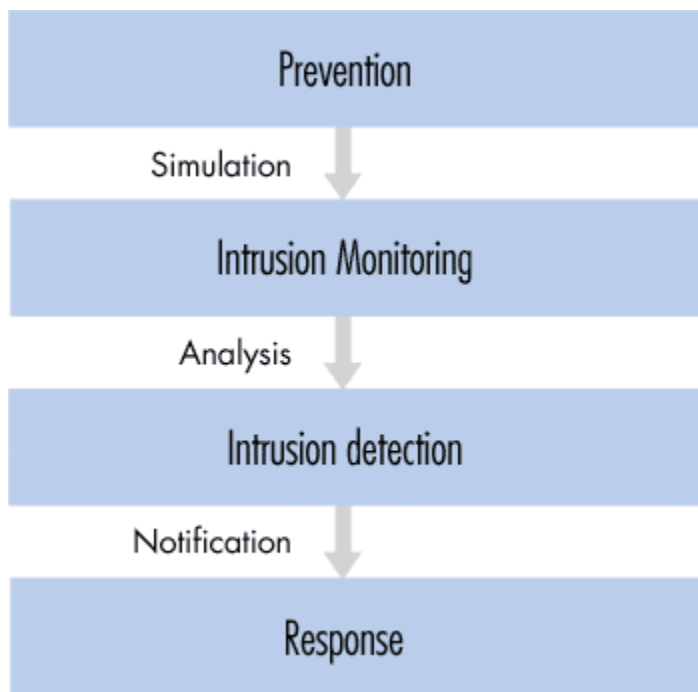 Prevention
Simulation
Intrusion Monitoring
Analysis
Intrusion detection
Notification
Response